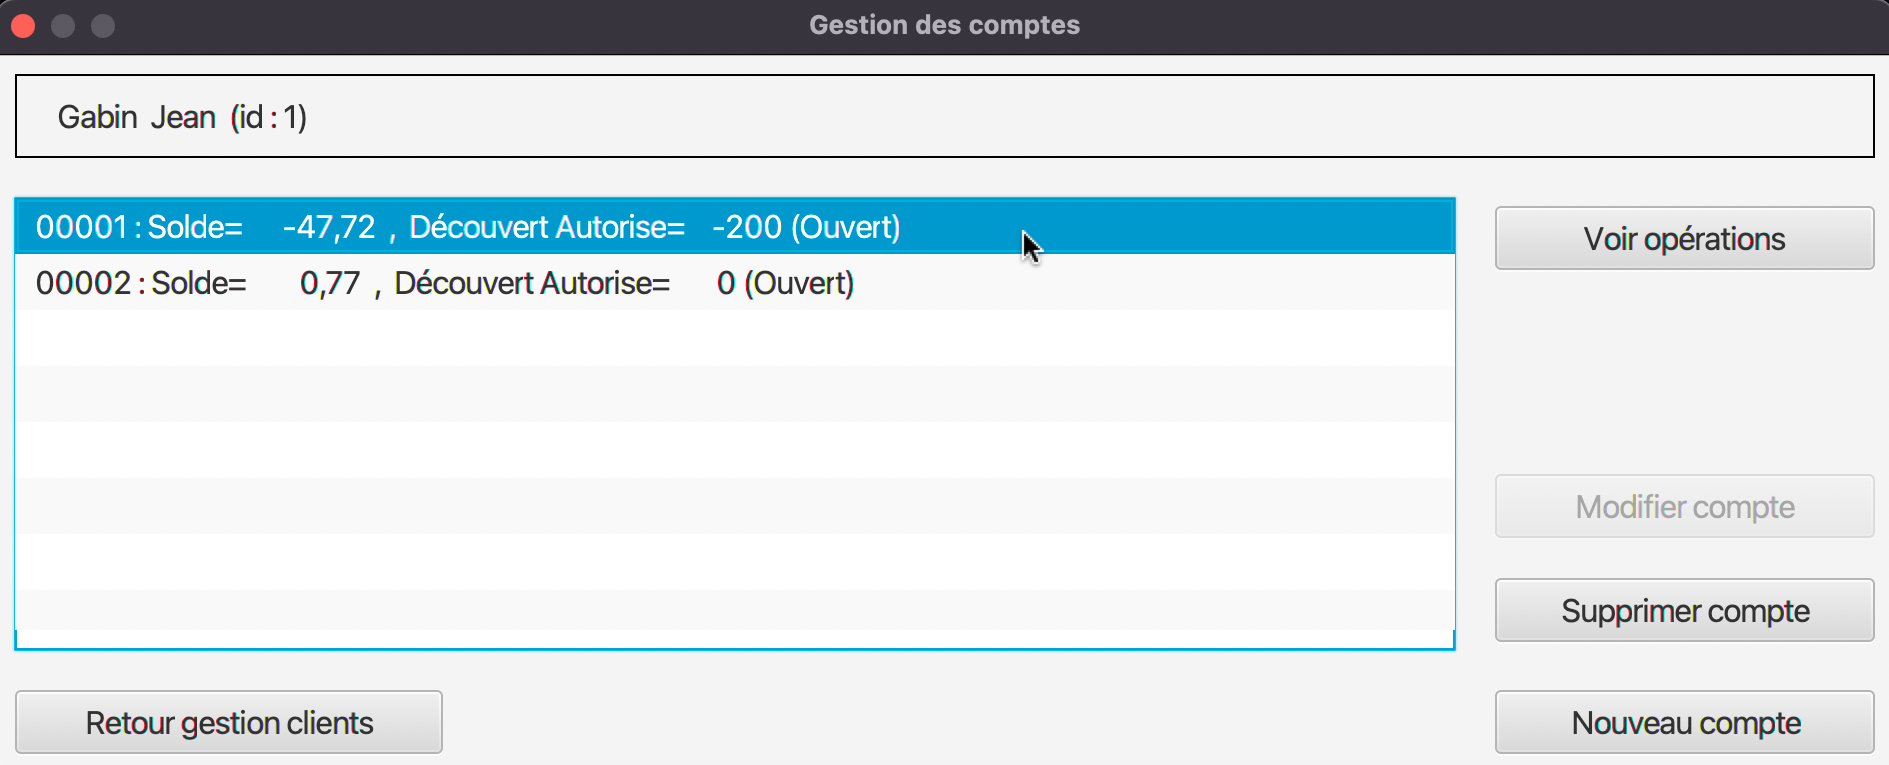 Gestion des comptes
Gabin Jean (id : 1)
00001 : Solde= -47,72 , Découvert Autorise= -200 (Ouvert)
00002 : Solde= 0,77 , Découvert Autorise= 0 (Ouvert)
Voir opérations
Modifier compte
Supprimer compte
Retour gestion clients
Nouveau compte